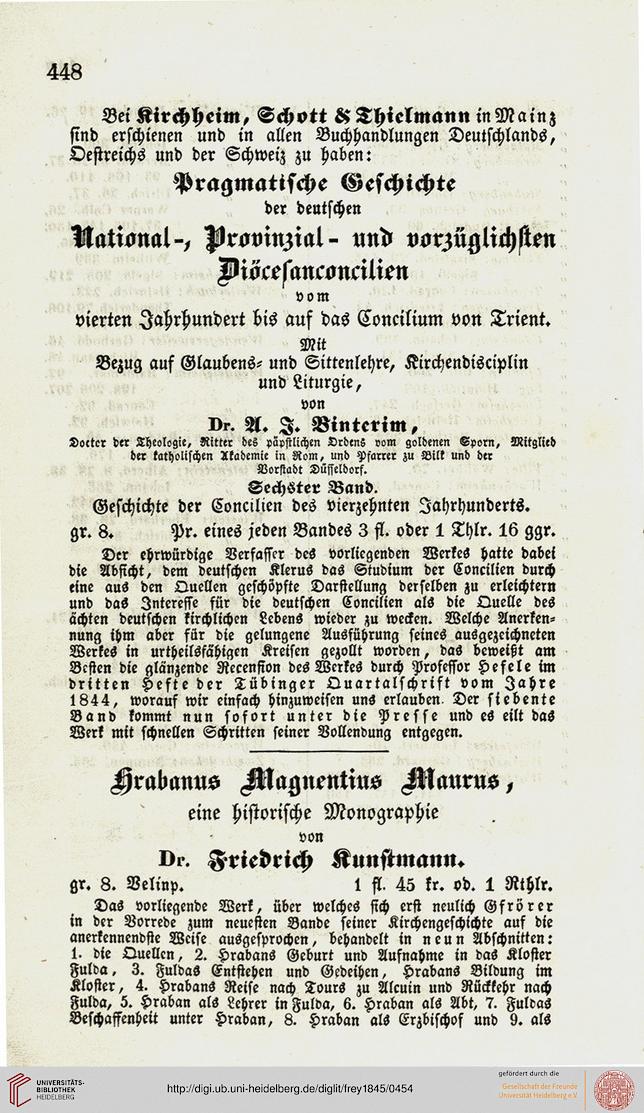 448
Bei Kirchheim, Schott & Thielmann in Mainz
sind erschienen und in allen Buchhandlungen Deutschlands,
Oestreichs und der Schweiz zu haben:
Pragmatische Geschichte
der deutschen
National-, Provinzial- und vorzüglichsten
Diöcesanconcilien
vom
vierten Jahrhundert bis auf das Concilium von Trient.
Mit
Bezug auf Glaubens- und Sittenlehre, Kirchendisciplin
und Liturgie,
von
Dr. A. J. Binterim,
Doctor der Theologie, Ritter des päpstlichen Ordens vom goldenen Sporn, Mitglied
der katholischen Akademie in Rom, und Pfarrer zu Bilk und der
Vorstadt Düsseldorf.
Sechster Band.
Geschichte der Concilien des vierzehnten Jahrhunderts.
gr. 8. Pr. eines jeden Bandes 3 fl. oder 1 Thlr. 16 ggr.
Der ehrwürdige Verfasser des vorliegenden Werkes hatte dabei
die Absicht, dem deutschen Klerus das Studium der Concilien durch
eine aus den Quellen geschöpfte Darstellung derselben zu erleichtern
und das Interesse für die deutschen Concilien als die Quelle des
ächten deutschen kirchlichen Lebens wieder zu wecken. Welche Anerken-
nung ihm aber für die gelungene Ausführung seines ausgezeichneten
Werkes in urtheilsfähigen Kreisen gezollt worden, das beweißt am
Besten die glänzende Recension des Werkes durch Professor Hefele im
dritten Hefte der Tübinger Quartalschrift vom Jahre
1844, worauf wir einfach hinzuweisen uns erlauben. Der siebente
Band kommt nun sofort unter die Presse und es eilt das
Werk mit schnellen Schritten seiner Vollendung entgegen.
Hrabanus Magnentius Maurus,
eine historische Monographie
von
Dr. Friedrich Kunstmann.
gr. 8. Velinp. 1 fl. 45 kr. od. 1 Rthlr.
Das vorliegende Werk, über welches sich erst neulich Gfrörer
in der Vorrede zum neuesten Bande seiner Kirchengeschichte auf die
anerkennendste Weise ausgesprochen, behandelt in neun Abschnitten:
1. die Quellen, 2. Hrabans Geburt und Aufnahme in das Kloster
Fulda, 3. Fuldas Entstehen und Gedeihen, Hrabans Bildung im
Kloster, 4. Hrabans Reise nach Tours zu Alcuin und Rückkehr nach
Fulda, 5. Hraban als Lehrer in Fulda, 6. Hraban als Abt, 7. Fuldas
Beschaffenheit unter Hraban, 8. Hraban als Erzbischof und 9. als
UNIVERSITÄTS-
BIBLIOTHEK
HEIDELBERG
http://digi.ub.uni-heidelberg.de/diglit/frey1845/0454
gefördert durch die
Gesellschaft der Freunde
Universität Heidelberg e.V.